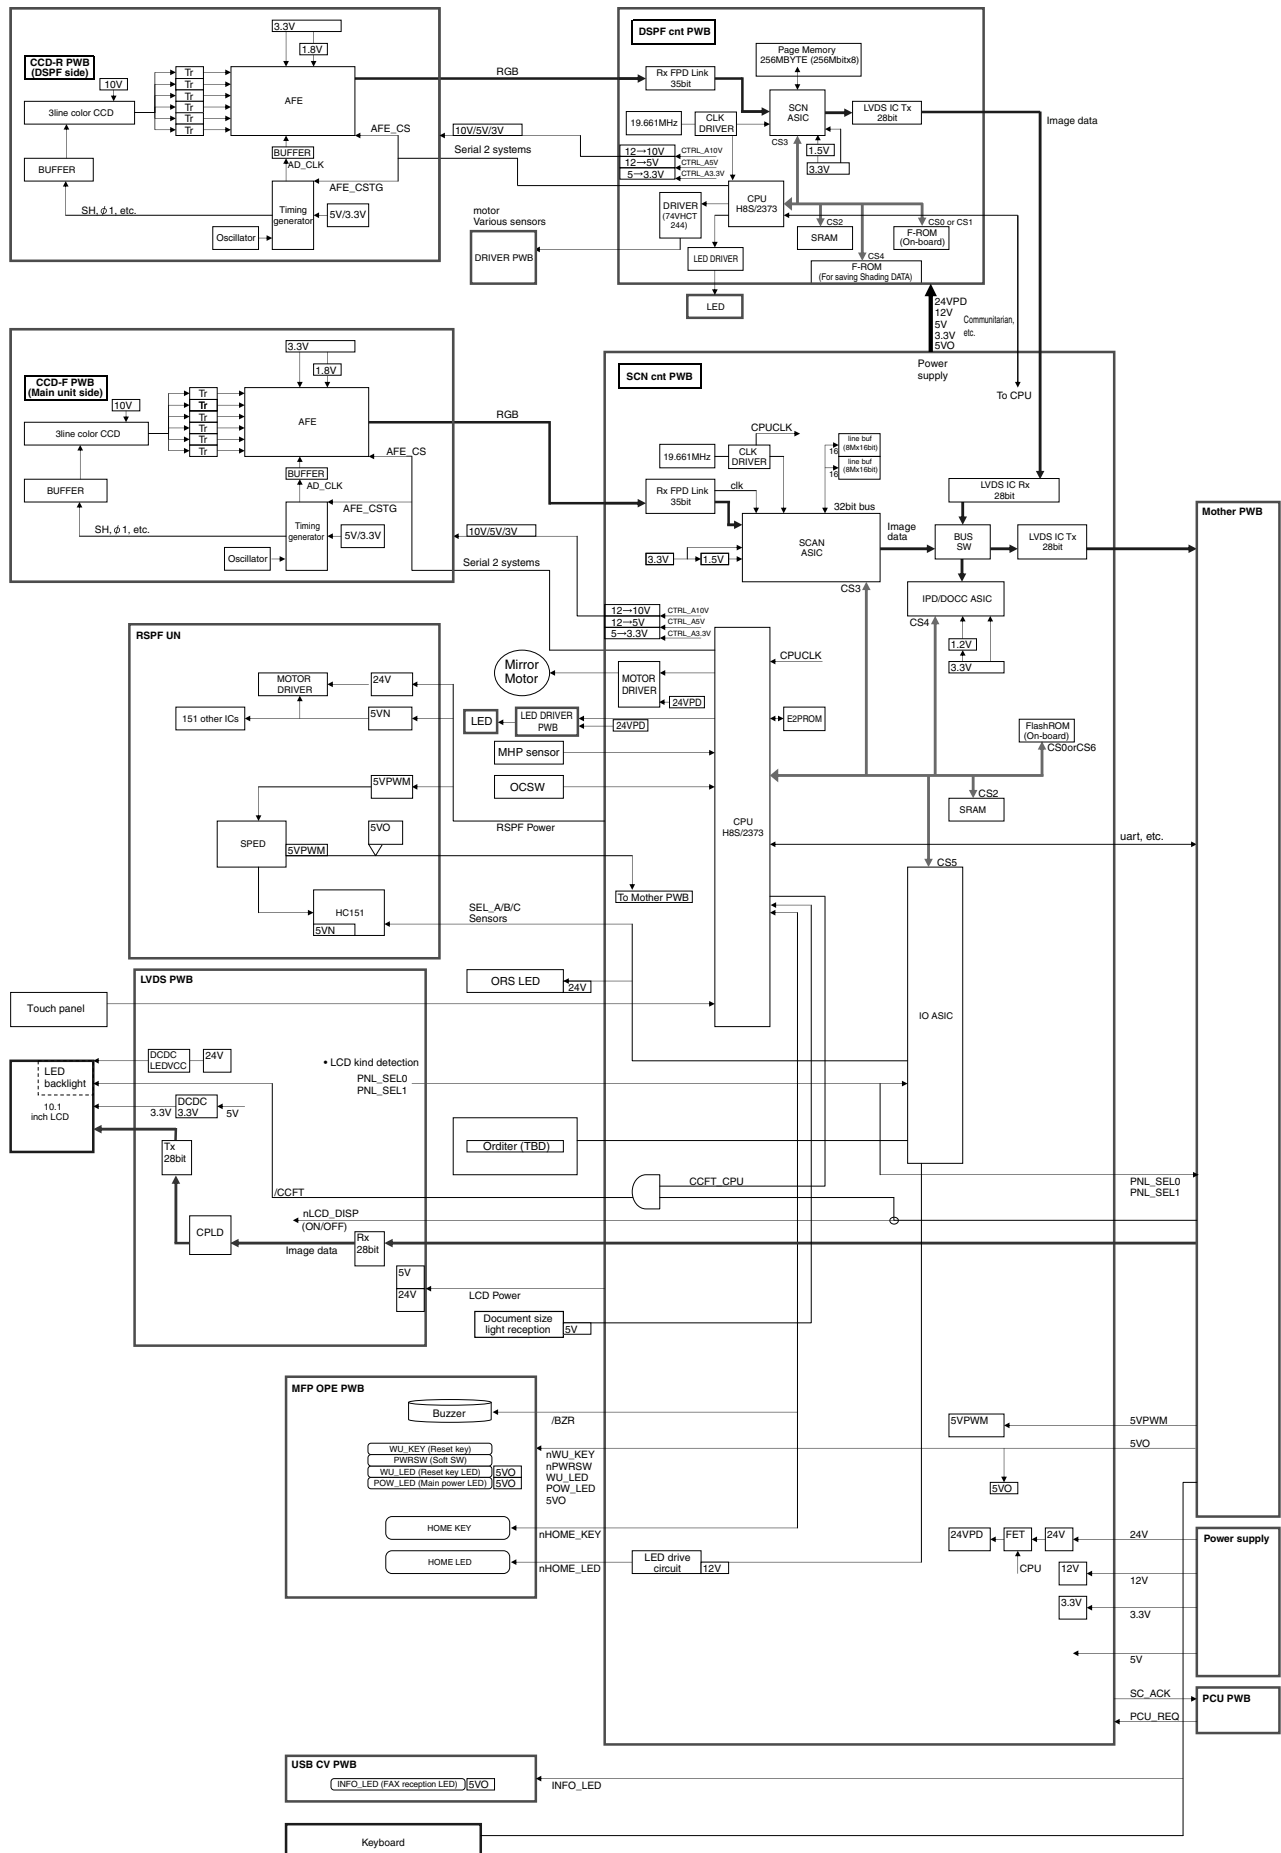 CCD-R PWB
(DSPF side)
3.3V
1.8V
10V
3line color CCD
Tr
Tr
Tr
Tr
Tr
Tr
AFE
AFE_CS
BUFFER
BUFFER
AD_CLK
AFE_CSTG
SH, φ1, etc.
Timing
generator
5V/3.3V
Oscillator
RGB
10V/5V/3V
Serial 2 systems
motor
Various sensors
DRIVER PWB
DSPF cnt PWB
Page Memory
256MBYTE (256Mbitx8)
Rx FPD Link
35bit
SCN
ASIC
LVDS IC Tx
28bit
Image data
19.661MHz
CLK
DRIVER
CS3
1.5V
3.3V
12→10V
CTRL_A10V
12→5V
CTRL_A5V
5→3.3V
CTRL_A3.3V
CPU
H8S/2373
DRIVER
(74VHCT
244)
LED DRIVER
LED
CS2
SRAM
CS0 or CS1
F-ROM
(On-board)
CS4
F-ROM
(For saving Shading DATA)
24VPD
12V
5V
3.3V
5VO
Communitarian,
etc.
Power
supply
To CPU
CCD-F PWB
(Main unit side)
3.3V
1.8V
10V
3line color CCD
Tr
Tr
Tr
Tr
Tr
Tr
AFE
AFE_CS
BUFFER
BUFFER
AD_CLK
AFE_CSTG
SH, φ1, etc.
Timing
generator
5V/3.3V
Oscillator
RGB
10V/5V/3V
Serial 2 systems
SCN cnt PWB
CPUCLK
19.661MHz
CLK
DRIVER
16
line buf
(8Mx16bit)
16
line buf
(8Mx16bit)
Rx FPD Link
35bit
clk
32bit bus
SCAN
ASIC
3.3V
1.5V
CS3
Image
data
LVDS IC Rx
28bit
BUS
SW
LVDS IC Tx
28bit
IPD/DOCC ASIC
CS4
1.2V
3.3V
Mother PWB
12→10V
CTRL_A10V
12→5V
CTRL_A5V
5→3.3V
CTRL_A3.3V
CPUCLK
Mirror
Motor
MOTOR
DRIVER
24VPD
LED
LED DRIVER
PWB
24VPD
E2PROM
MHP sensor
OCSW
CPU
H8S/2373
FlashROM
(On-board)
CS0orCS6
CS2
SRAM
uart, etc.
CS5
IO ASIC
RSPF UN
MOTOR
DRIVER
24V
151 other ICs
5VN
5VPWM
5VO
SPED
5VPWM
HC151
5VN
RSPF Power
To Mother PWB
SEL_A/B/C
Sensors
ORS LED
24V
LVDS PWB
Touch panel
DCDC
LEDVCC
24V
LED
backlight
10.1
inch LCD
3.3V
DCDC
3.3V
5V
• LCD kind detection
PNL_SEL0
PNL_SEL1
Tx
28bit
Orditer (TBD)
/CCFT
CCFT_CPU
PNL_SEL0
PNL_SEL1
nLCD_DISP
(ON/OFF)
CPLD
Image data
Rx
28bit
5V
24V
LCD Power
Document size
light reception
5V
MFP OPE PWB
Buzzer
/BZR
WU_KEY (Reset key)
PWRSW (Soft SW)
WU_LED (Reset key LED)
5VO
POW_LED (Main power LED)
5VO
nWU_KEY
nPWRSW
WU_LED
POW_LED
5VO
HOME KEY
nHOME_KEY
HOME LED
nHOME_LED
LED drive
circuit
12V
5VPWM
5VPWM
5VO
5VO
24VPD
FET
24V
24V
CPU
12V
12V
3.3V
3.3V
5V
Power supply
SC_ACK
PCU PWB
PCU_REQ
USB CV PWB
INFO_LED (FAX reception LED)
5VO
INFO_LED
Keyboard